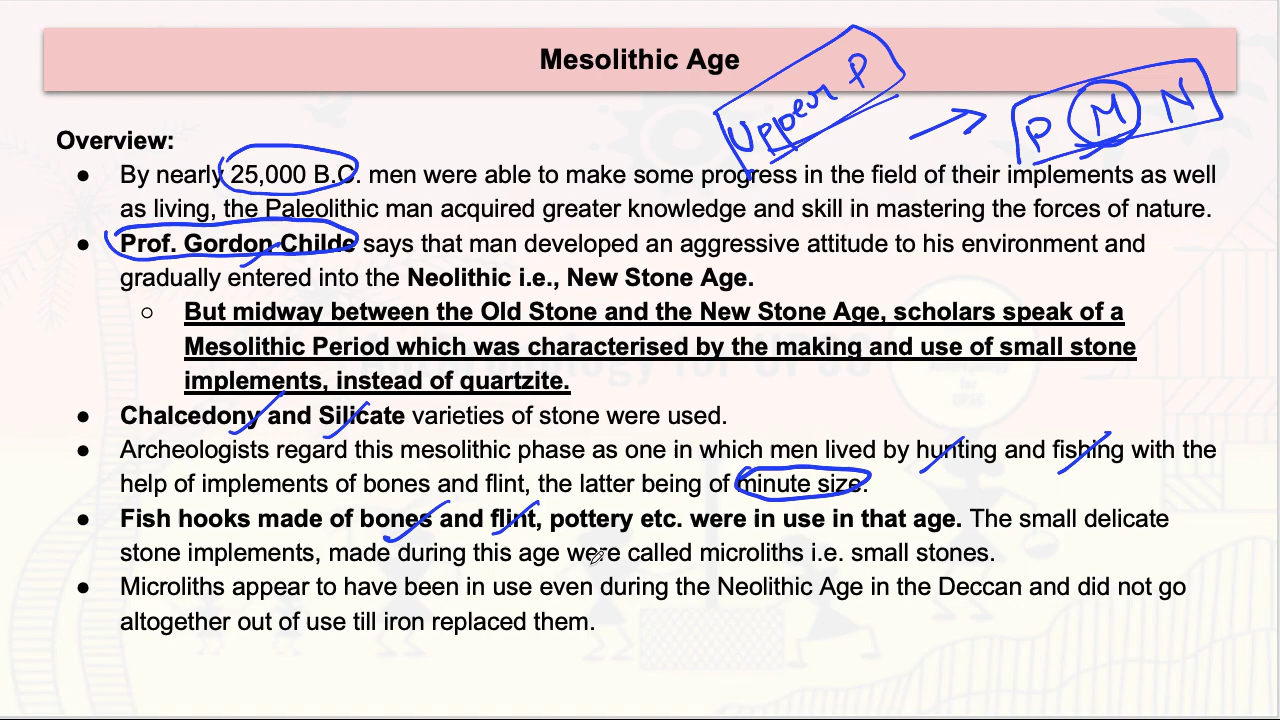 Mesolithic Age
Upper P
P M N
Overview:
● By nearly 25,000 B.C. men were able to make some progress in the field of their implements as well
as living, the Paleolithic man acquired greater knowledge and skill in mastering the forces of nature.
● Prof. Gordon Childe says that man developed an aggressive attitude to his environment and
gradually entered into the Neolithic i.e., New Stone Age.
○ But midway between the Old Stone and the New Stone Age, scholars speak of a
Mesolithic Period which was characterised by the making and use of small stone
implements, instead of quartzite.
● Chalcedony and Silicate varieties of stone were used.
● Archeologists regard this mesolithic phase as one in which men lived by hunting and fishing with the
help of implements of bones and flint, the latter being of minute size.
● Fish hooks made of bones and flint, pottery etc. were in use in that age. The small delicate
stone implements, made during this age were called microliths i.e. small stones.
● Microliths appear to have been in use even during the Neolithic Age in the Deccan and did not go
altogether out of use till iron replaced them.